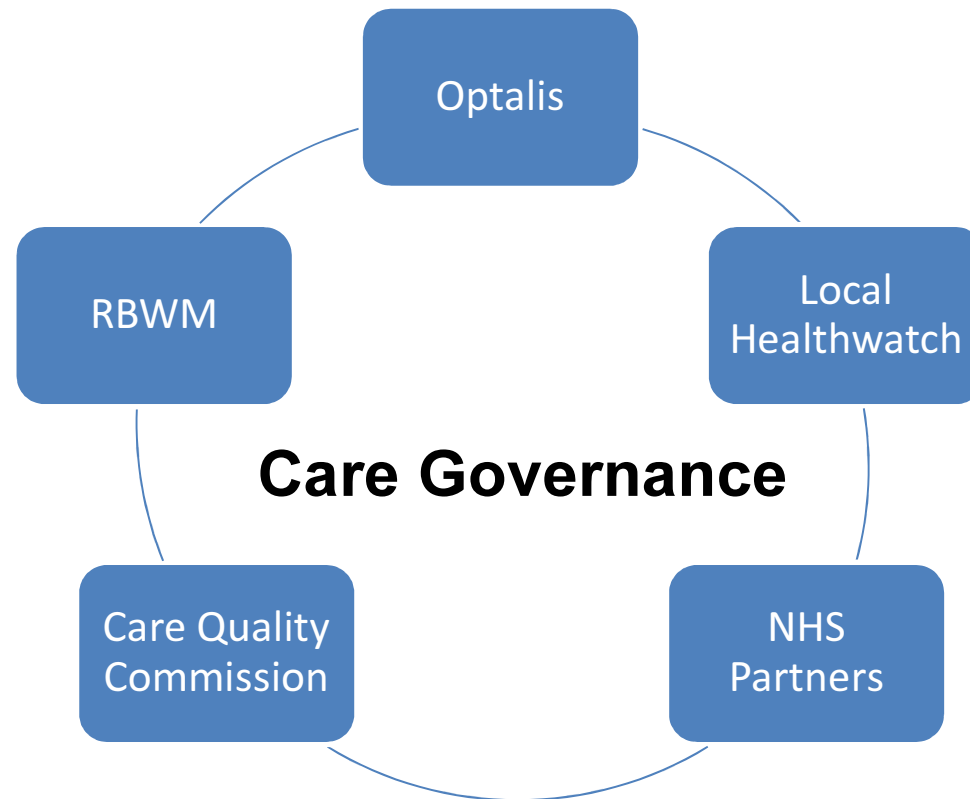 Optalis
RBWM
Local
Healthwatch
Care Governance
Care Quality
Commission
NHS
Partners